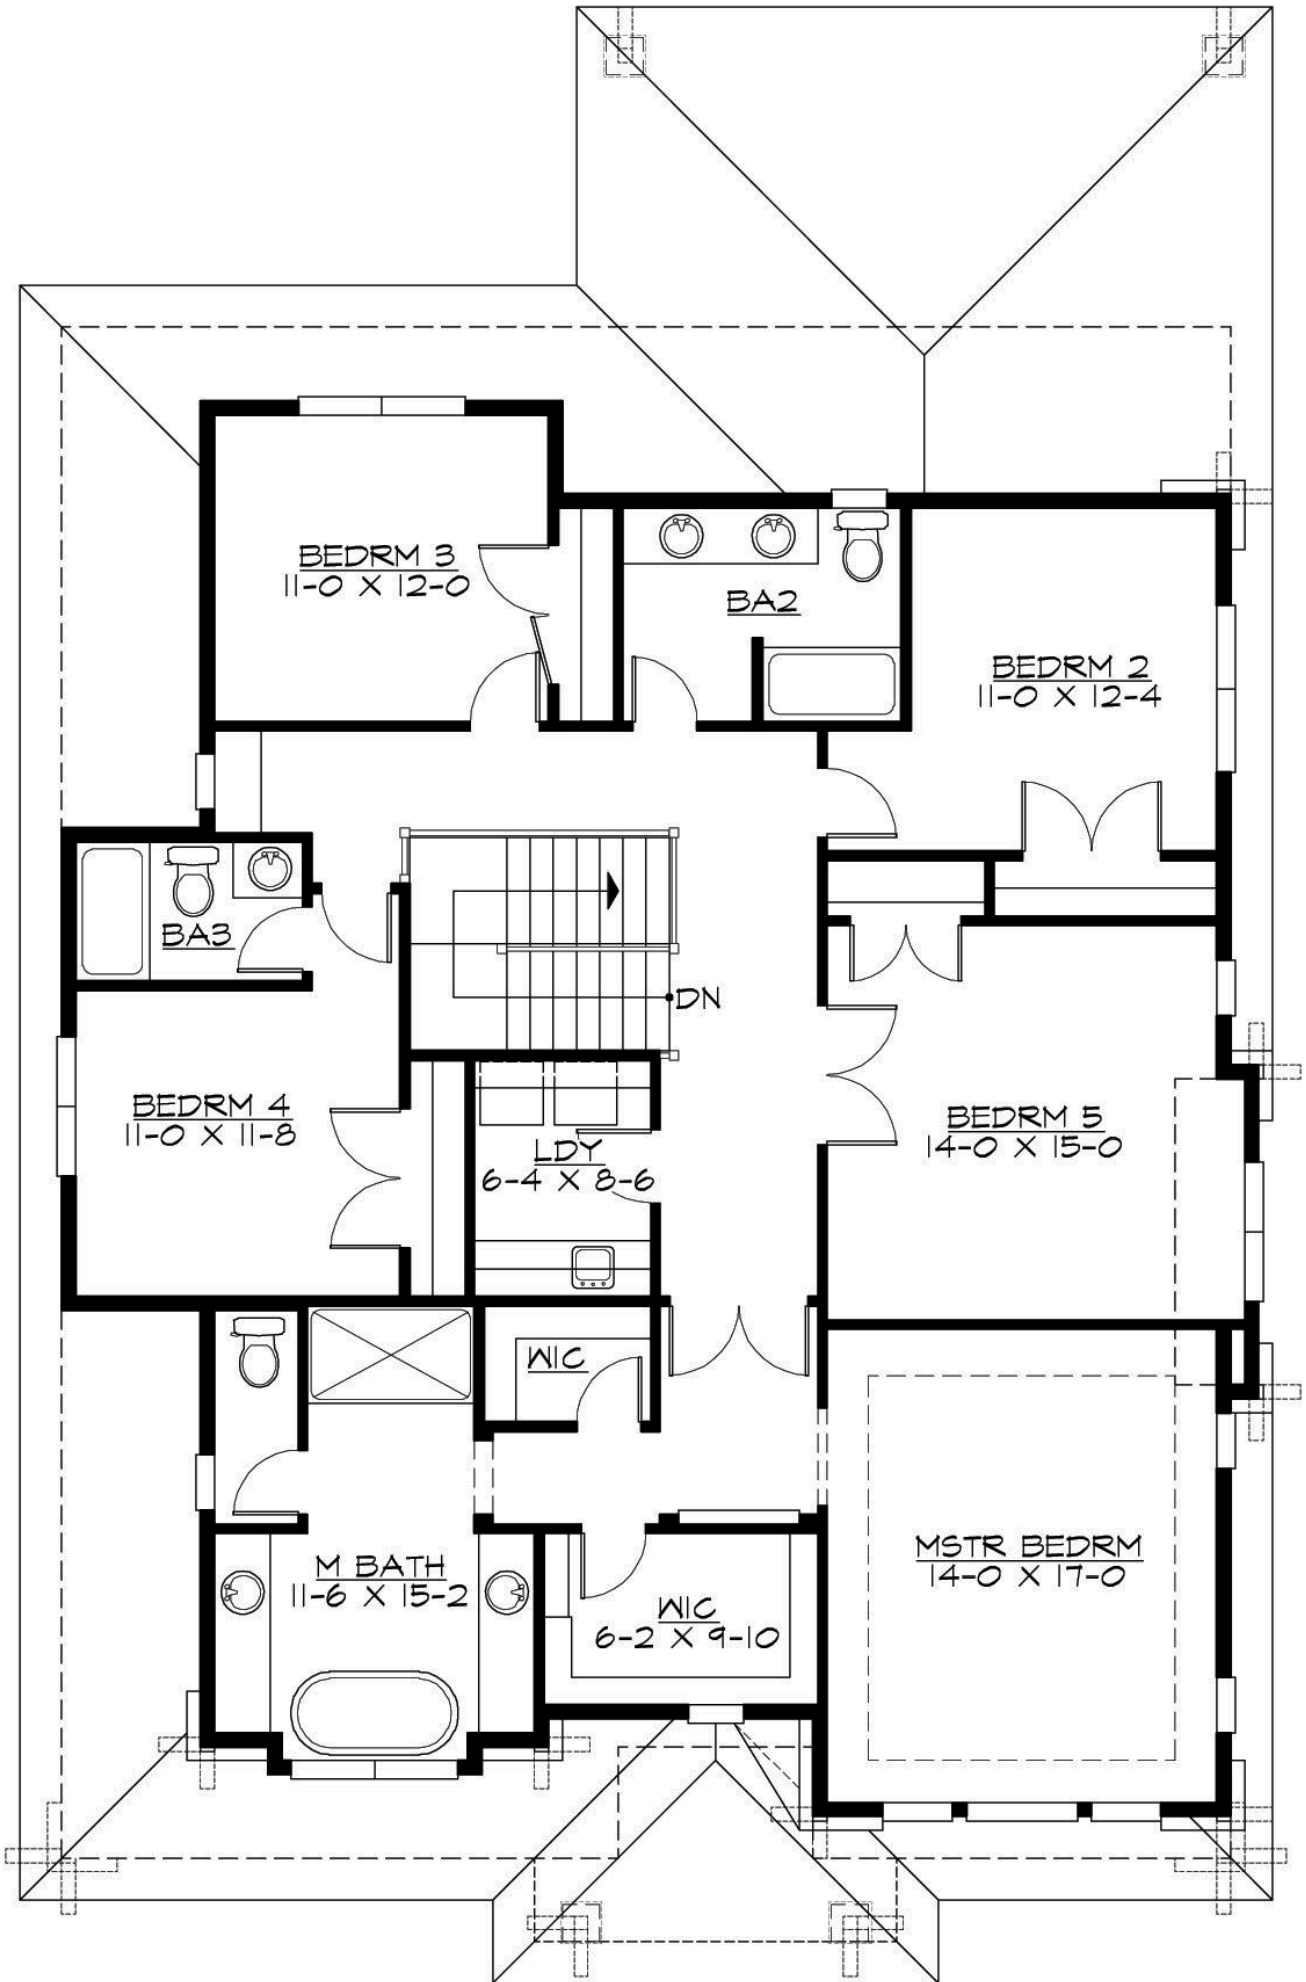 BEDRM 3
11-0 X 12-0
BA2
BEDRM 2
11-0 X 12-4
BA3
DN
BEDRM 4
11-0 X 11-8
LDY
6-4 X 8-6
BEDRM 5
14-0 X 15-0
WIC
M BATH
11-6 X 15-2
WIC
6-2 X 9-10
MSTR BEDRM
14-0 X 17-0